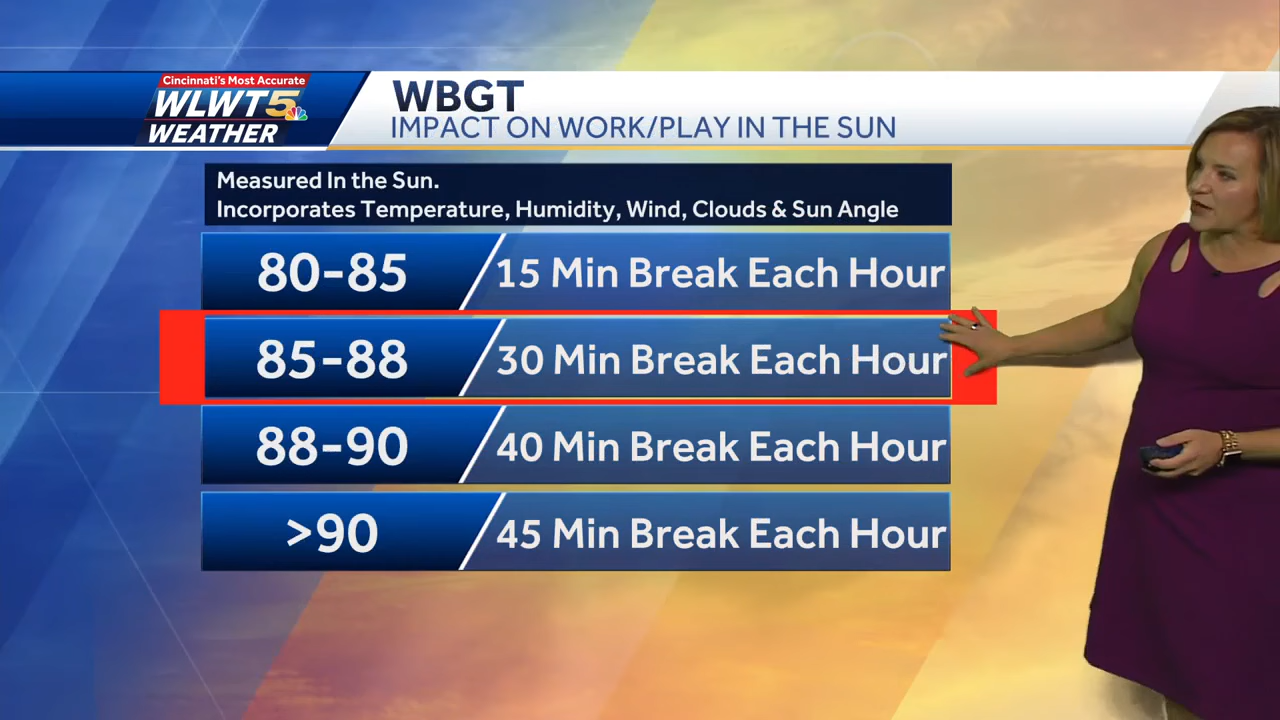 Cincinnati's Most Accurate
WLWT5
WEATHER
WBGT
IMPACT ON WORK/PLAY IN THE SUN
Measured In the Sun.
Incorporates Temperature, Humidity, Wind, Clouds & Sun Angle
80-85 15 Min Break Each Hour
85-88 30 Min Break Each Hour
88-90 40 Min Break Each Hour
>90 45 Min Break Each Hour